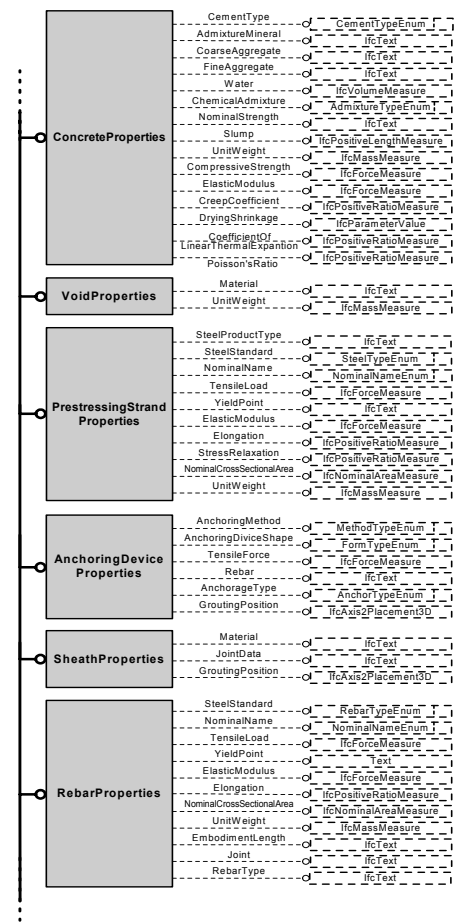 ConcreteProperties
CementType
CementTypeEnum
AdmixtureMineral
IfcText
CoarseAggregate
IfcText
FineAggregate
IfcText
Water
IfcVolumeMeasure
ChemicalAdmixture
AdmixtureTypeEnum
NominalStrength
IfcText
Slump
IfcPositiveLengthMeasure
UnitWeight
IfcMassMeasure
CompressiveStrength
IfcForceMeasure
ElasticModulus
IfcForceMeasure
CreepCoefficient
IfcPositiveRatioMeasure
DryingShrinkage
IfcParameterValue
CoefficientOf
LinearThermalExpantion
IfcPositiveRatioMeasure
Poisson'sRatio
IfcPositiveRatioMeasure
VoidProperties
Material
IfcText
UnitWeight
IfcMassMeasure
PrestressingStrand
Properties
SteelProductType
IfcText
SteelStandard
SteelTypeEnum
NominalName
NominalNameEnum
TensileLoad
IfcForceMeasure
YieldPoint
IfcText
ElasticModulus
IfcForceMeasure
Elongation
IfcPositiveRatioMeasure
StressRelaxation
IfcPositiveRatioMeasure
NominalCrossSectionalArea
IfcNominalAreaMeasure
UnitWeight
IfcMassMeasure
AnchoringDevice
Properties
AnchoringMethod
MethodTypeEnum
AnchoringDiviceShape
FormTypeEnum
TensileForce
IfcForceMeasure
Rebar
IfcText
AnchorageType
AnchorTypeEnum
GroutingPosition
IfcAxis2Placement3D
SheathProperties
Material
IfcText
JointData
IfcText
GroutingPosition
IfcAxis2Placement3D
RebarProperties
SteelStandard
RebarTypeEnum
NominalName
NominalNameEnum
TensileLoad
IfcForceMeasure
YieldPoint
Text
ElasticModulus
IfcForceMeasure
Elongation
IfcPositiveRatioMeasure
NominalCrossSectionalArea
IfcNominalAreaMeasure
UnitWeight
IfcMassMeasure
EmbodimentLength
IfcText
Joint
IfcText
RebarType
IfcText